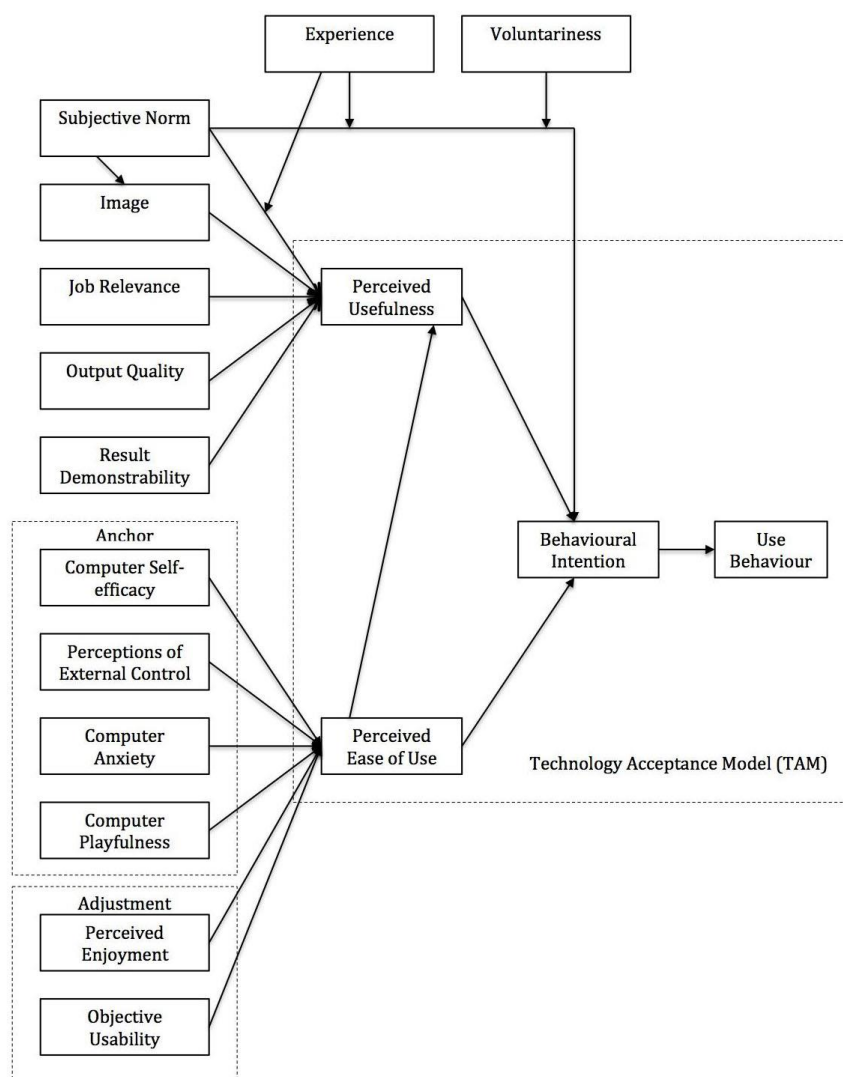 Experience
Voluntariness
Subjective Norm
Image
Job Relevance
Output Quality
Result
Demonstrability
Perceived
Usefulness
Anchor
Computer Self-
efficacy
Perceptions of
External Control
Computer
Anxiety
Computer
Playfulness
Behavioural
Intention
Use
Behaviour
Perceived
Ease of Use
Technology Acceptance Model (TAM)
Adjustment
Perceived
Enjoyment
Objective
Usability